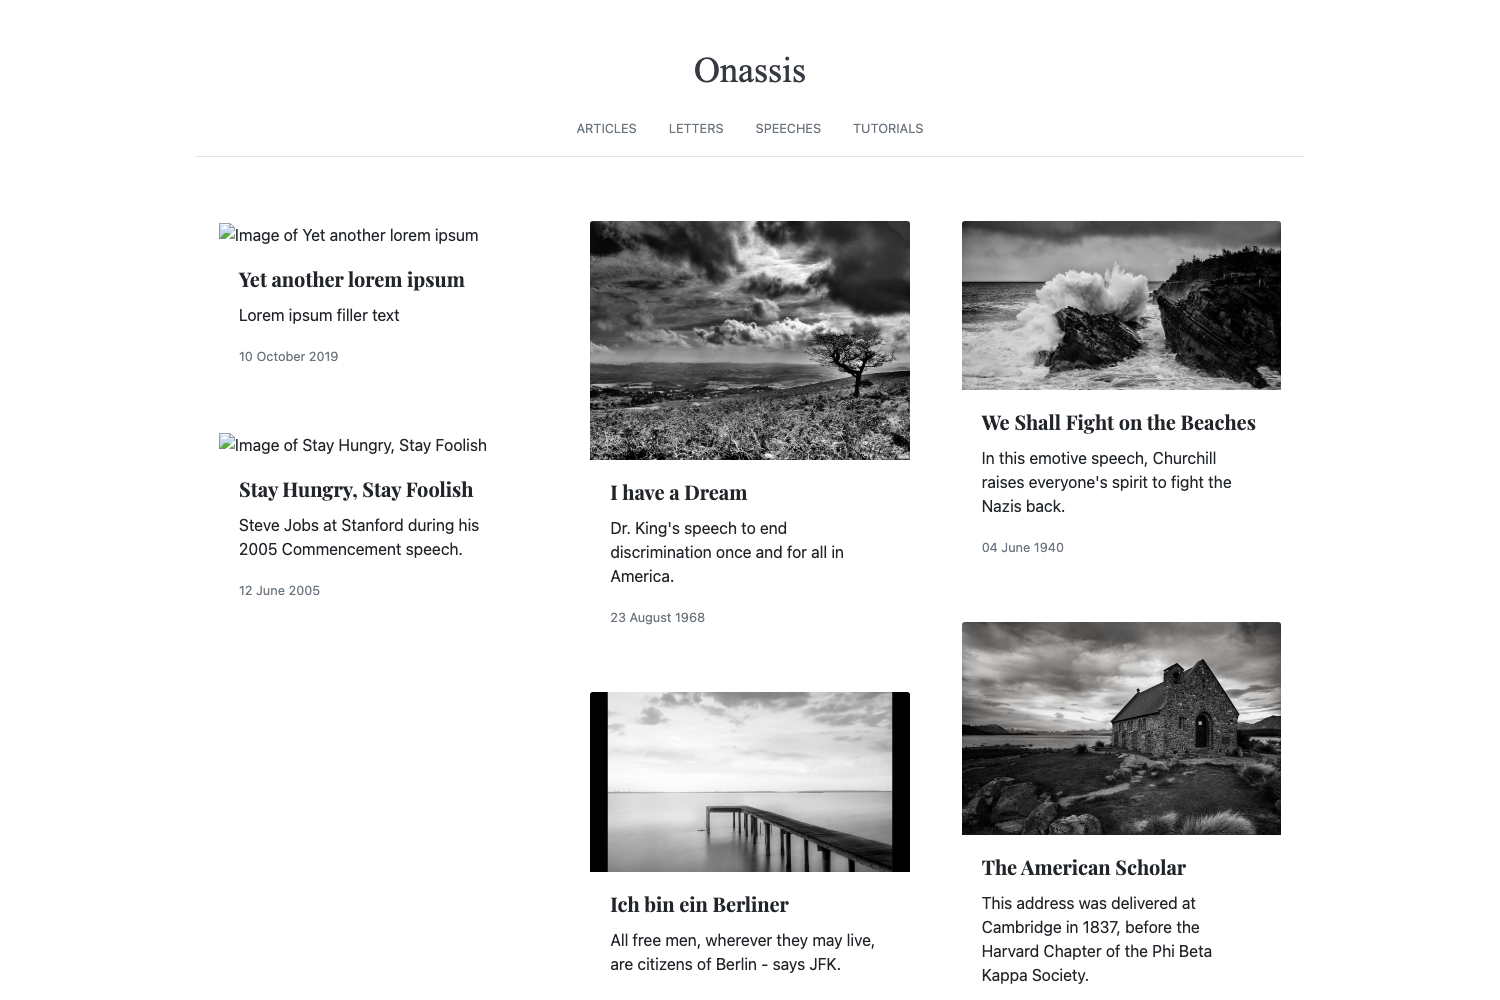 Onassis
ARTICLES LETTERS SPEECHES TUTORIALS
Image of Yet another lorem ipsum
Yet another lorem ipsum
Lorem ipsum filler text
10 October 2019
Image of Stay Hungry, Stay Foolish
Stay Hungry, Stay Foolish
Steve Jobs at Stanford during his
2005 Commencement speech.
12 June 2005
I have a Dream
Dr. King's speech to end
discrimination once and for all in
America.
23 August 1968
Ich bin ein Berliner
All free men, wherever they may live,
are citizens of Berlin - says JFK.
We Shall Fight on the Beaches
In this emotive speech, Churchill
raises everyone's spirit to fight the
Nazis back.
04 June 1940
The American Scholar
This address was delivered at
Cambridge in 1837, before the
Harvard Chapter of the Phi Beta
Kappa Society.